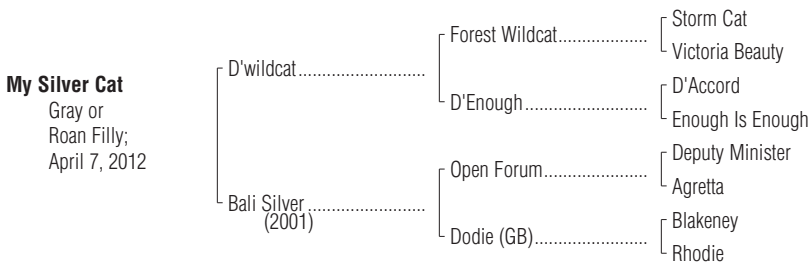 My Silver Cat
Gray or
Roan Filly;
April 7, 2012
D'wildcat............................
Bali Silver..........................
(2001)
Forest Wildcat....................
D'Enough...........................
Open Forum.......................
Dodie (GB).........................
Storm Cat
Victoria Beauty
D'Accord
Enough Is Enough
Deputy Minister
Agretta
Blakeney
Rhodie